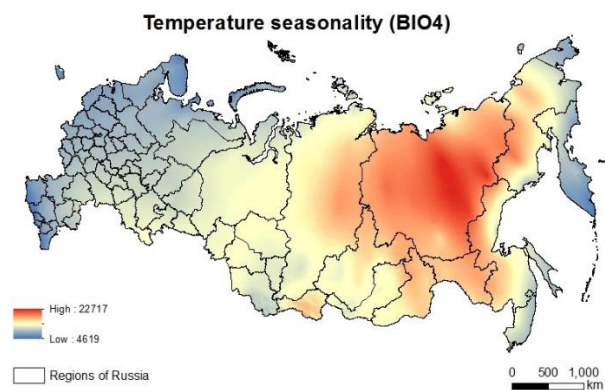 Temperature seasonality (BIO4)
High : 22717
Low : 4619
Regions of Russia
0 500 1,000
km